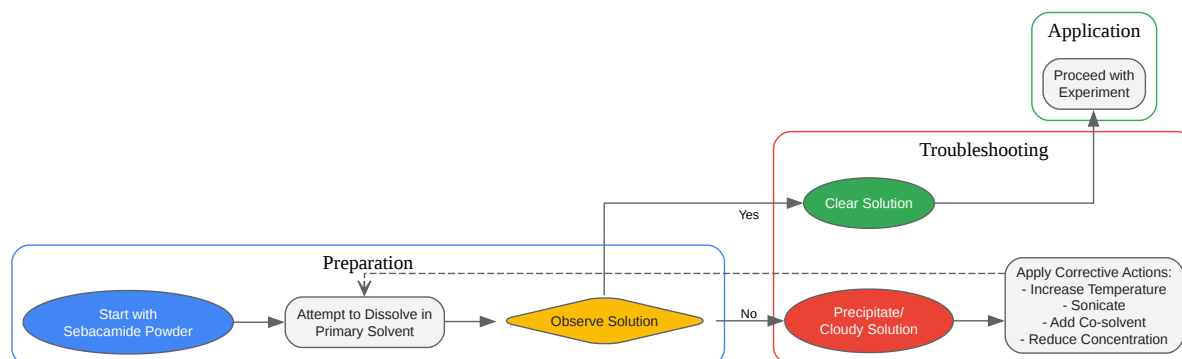 Application
Proceed with
Experiment
Troubleshooting
Clear Solution
Yes
Preparation
Start with
Sebacamide Powder
Attempt to Dissolve in
Primary Solvent
Observe Solution
No
Precipitate/
Cloudy Solution
Apply Corrective Actions:
- Increase Temperature
- Sonicate
- Add Co-solvent
- Reduce Concentration